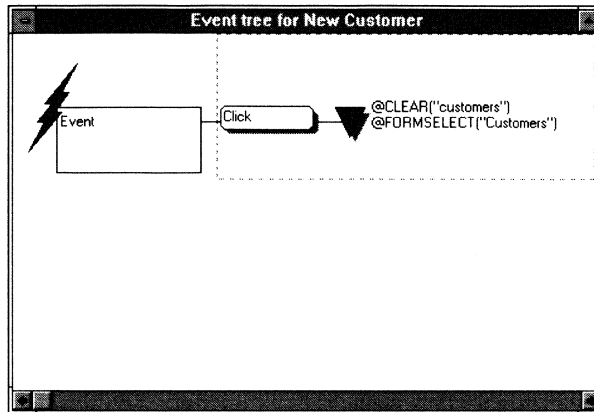 Event tree for New Customer
Event
Click
@CLEAR("customers")
@FORMSELECT("Customers")